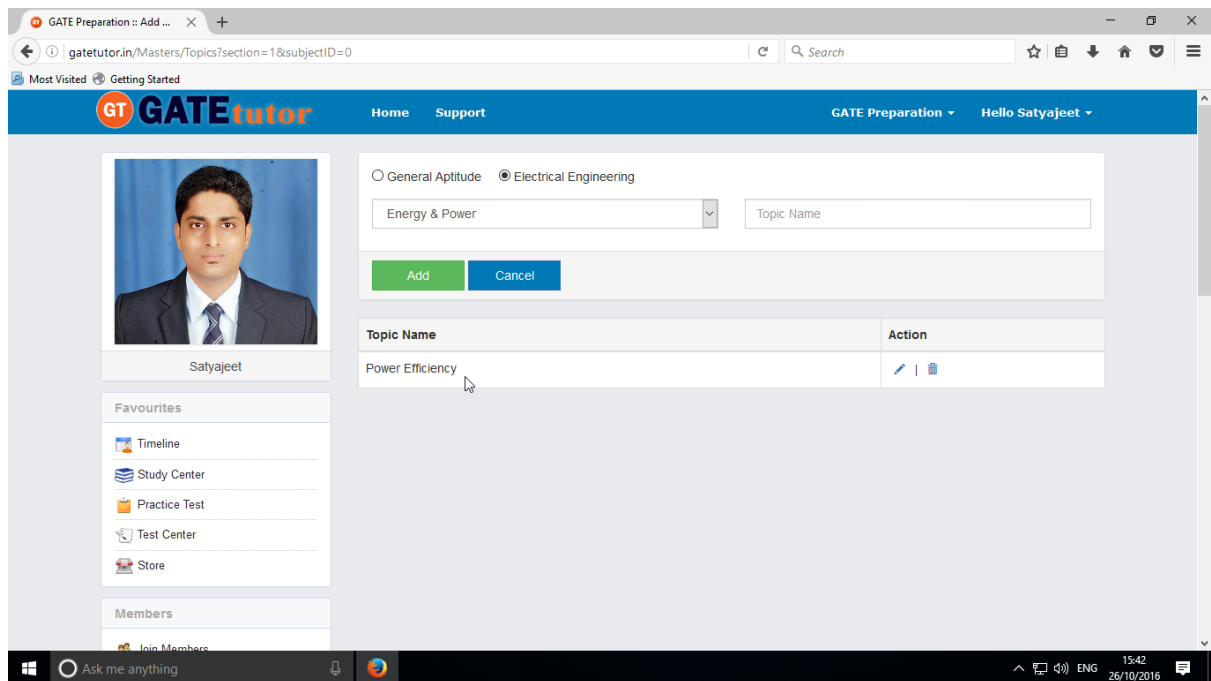 GATE Preparation :: Add ...
gatetutor.in/Masters/Topics?section=1&subjectID=0
Search
Most Visited Getting Started
GT GATEtutor Home Support GATE Preparation Hello Satyajeet
General Aptitude Electrical Engineering
Energy & Power Topic Name
Add Cancel
Topic Name Action
Power Efficiency |
Satyajeet
Favourites
Timeline
Study Center
Practice Test
Test Center
Store
Members
Join Members
Ask me anything
ENG 15:42
26/10/2016